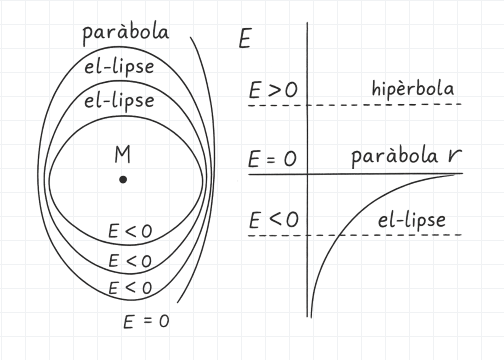 paràbola
el-lipse
el-lipse
M
E < 0
E < 0
E < 0
E = 0
E
E > 0
hipèrbola
E = 0
paràbola r
E < 0
el-lipse